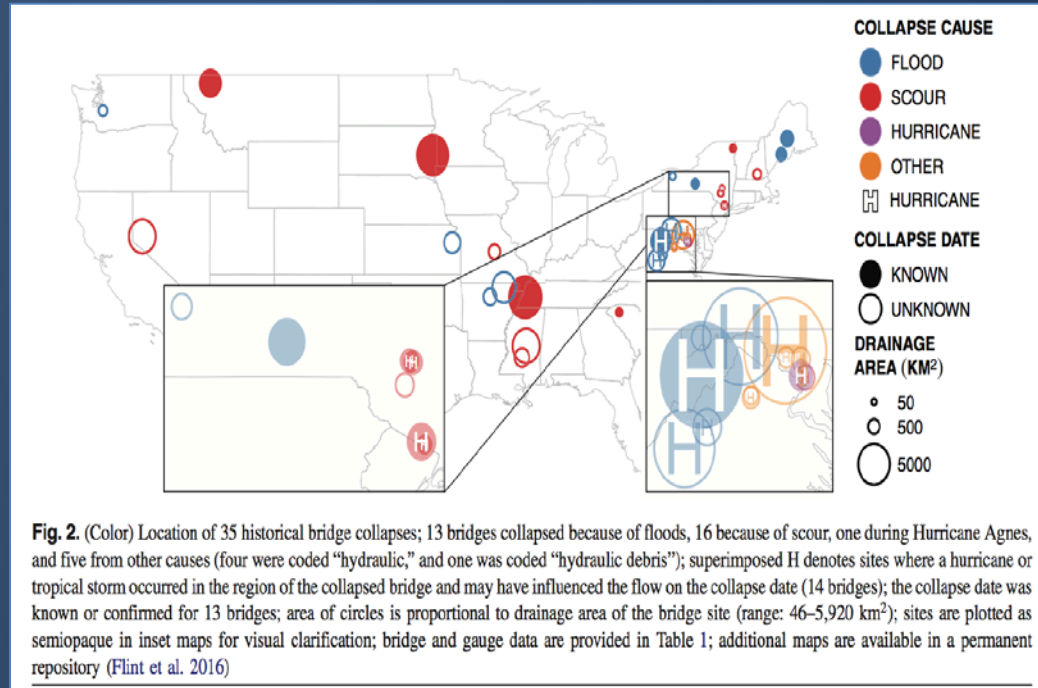 COLLAPSE CAUSE
FLOOD
SCOUR
HURRICANE
OTHER
H HURRICANE
COLLAPSE DATE
KNOWN
UNKNOWN
DRAINAGE
AREA (KM²)
50
500
5000
H
H
H
H
H
H
H
H
H
H
H
H
H
Fig. 2. (Color) Location of 35 historical bridge collapses; 13 bridges collapsed because of floods, 16 because of scour, one during Hurricane Agnes,
and five from other causes (four were coded “hydraulic,” and one was coded “hydraulic debris”); superimposed H denotes sites where a hurricane or
tropical storm occurred in the region of the collapsed bridge and may have influenced the flow on the collapse date (14 bridges); the collapse date was
known or confirmed for 13 bridges; area of circles is proportional to drainage area of the bridge site (range: 46–5,920 km²); sites are plotted as
semiopaque in inset maps for visual clarification; bridge and gauge data are provided in Table 1; additional maps are available in a permanent
repository (Flint et al. 2016)